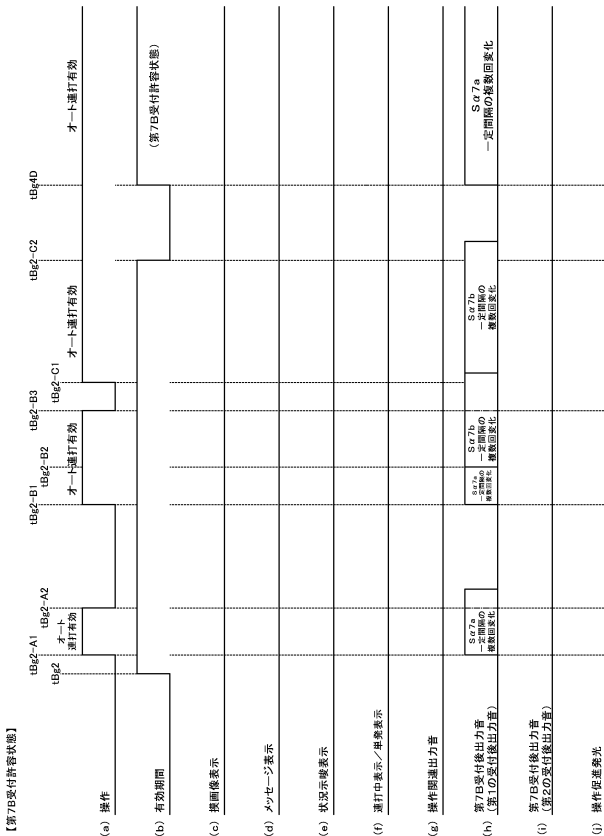 【第7B受付許容状態】
tBg2
tBg2-A1
tBg2-A2
tBg2-B1
tBg2-B2
tBg2-B3
tBg2-C1
tBg2-C2
tBg4D
(a) 操作
オート
連打有効
オート連打有効
オート連打有効
オート連打有効
(b) 有効期間
(第7B受付許容状態)
(c) 操画像表示
(d) メッセージ表示
(e) 状況示唆表示
(f) 連打中表示/単発表示
(g) 操作関連出力音
(h) 第7B受付後出力音
(第1の受付後出力音)
Sα7a
一定間隔の
複数回変化
Sα7a
一定間隔の
複数回変化
Sα7b
一定間隔の
複数回変化
Sα7b
一定間隔の
複数回変化
Sα7a
一定間隔の複数回変化
(i) 第7B受付後出力音
(第2の受付後出力音)
(j) 操作促進発光